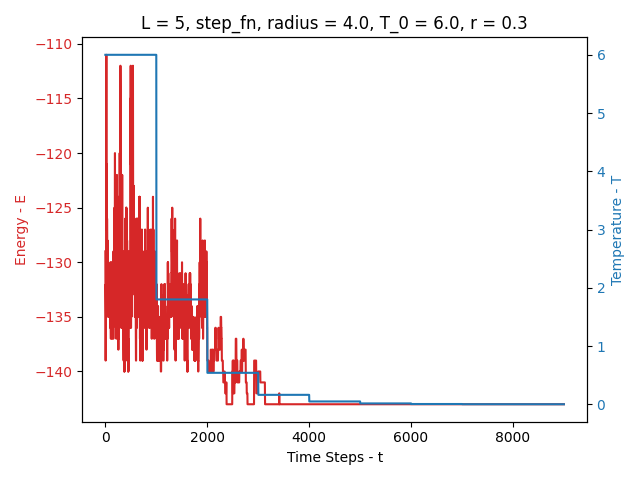 L = 5, step_fn, radius = 4.0, T_0 = 6.0, r = 0.3
−110
−115
−120
−125
−130
−135
−140
Energy - E
6
5
4
3
2
1
0
Temperature - T
0 2000 4000 6000 8000
Time Steps - t